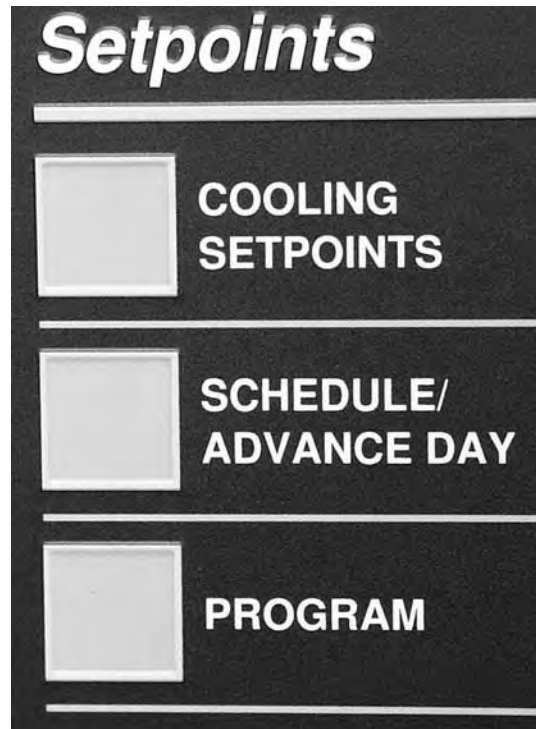 Setpoints
COOLING
SETPOINTS
SCHEDULE/
ADVANCE DAY
PROGRAM